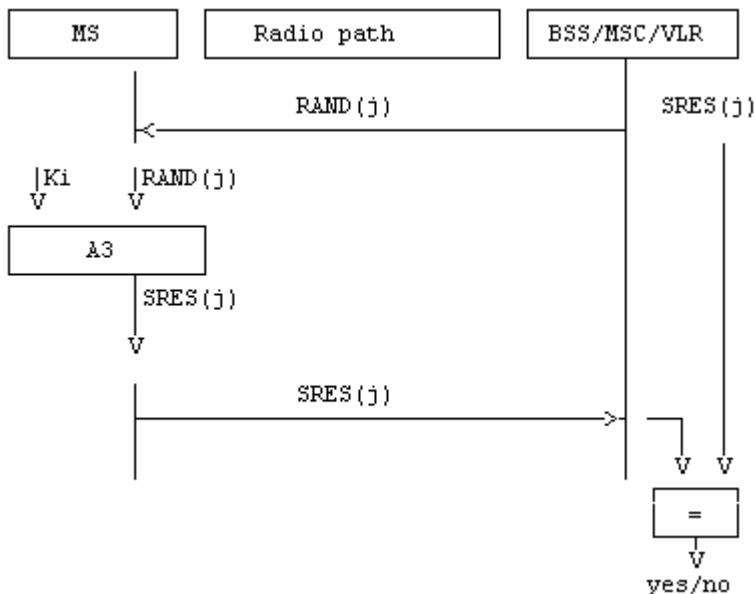 MS Radio path BSS/MSC/VLR
RAND(j) SRES(j)
Ki RAND(j)
A3
SRES(j)
SRES(j)
=
yes/no